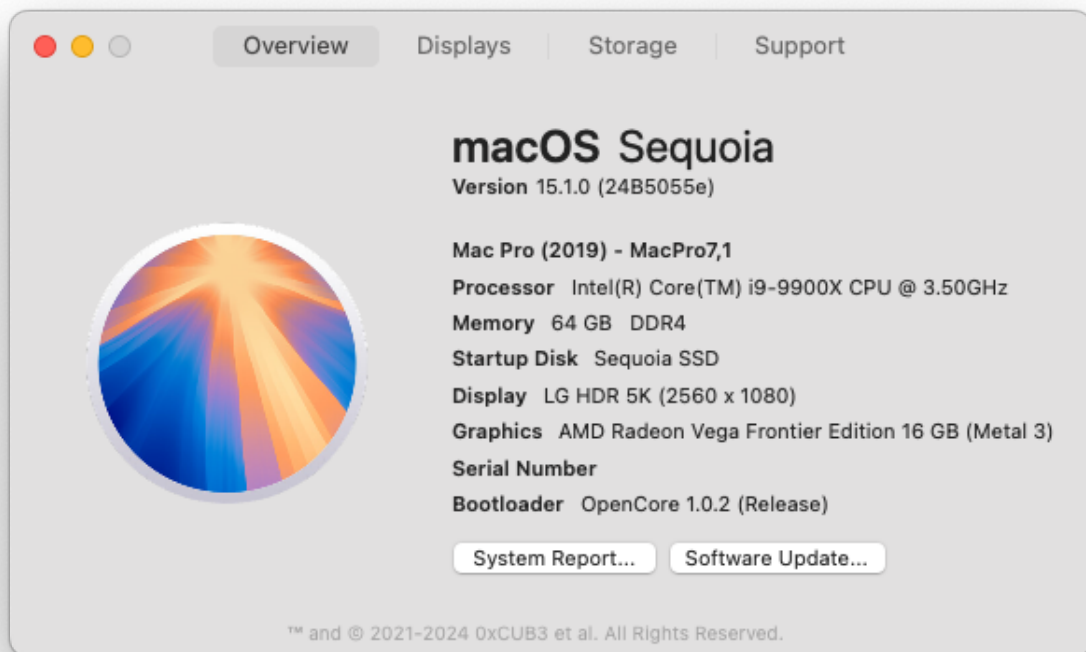 Overview Displays Storage Support
macOS Sequoia
Version 15.1.0 (24B5055e)
Mac Pro (2019) - MacPro7,1
Processor Intel(R) Core(TM) i9-9900X CPU @ 3.50GHz
Memory 64 GB DDR4
Startup Disk Sequoia SSD
Display LG HDR 5K (2560 x 1080)
Graphics AMD Radeon Vega Frontier Edition 16 GB (Metal 3)
Serial Number
Bootloader OpenCore 1.0.2 (Release)
System Report... Software Update...
™ and © 2021-2024 0xCUB3 et al. All Rights Reserved.